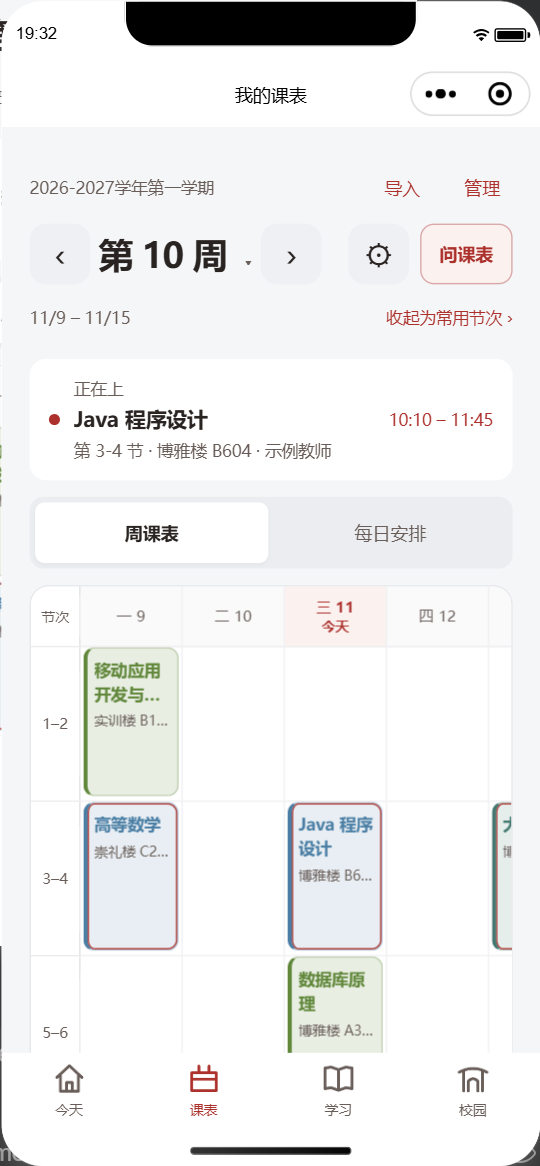 19:32
我的课表
2026-2027学年第一学期
导入
管理
‹
第 10 周
›
问课表
11/9 – 11/15
收起为常用节次 ›
正在上
Java 程序设计
10:10 – 11:45
第 3-4 节 · 博雅楼 B604 · 示例教师
周课表
每日安排
节次
一 9
二 10
三 11
今天
四 12
1–2
移动应用
开发与...
实训楼 B1...
3–4
高等数学
崇礼楼 C2...
Java 程序
设计
博雅楼 B6...
5–6
数据库原
理
博雅楼 A3...
今天
课表
学习
校园